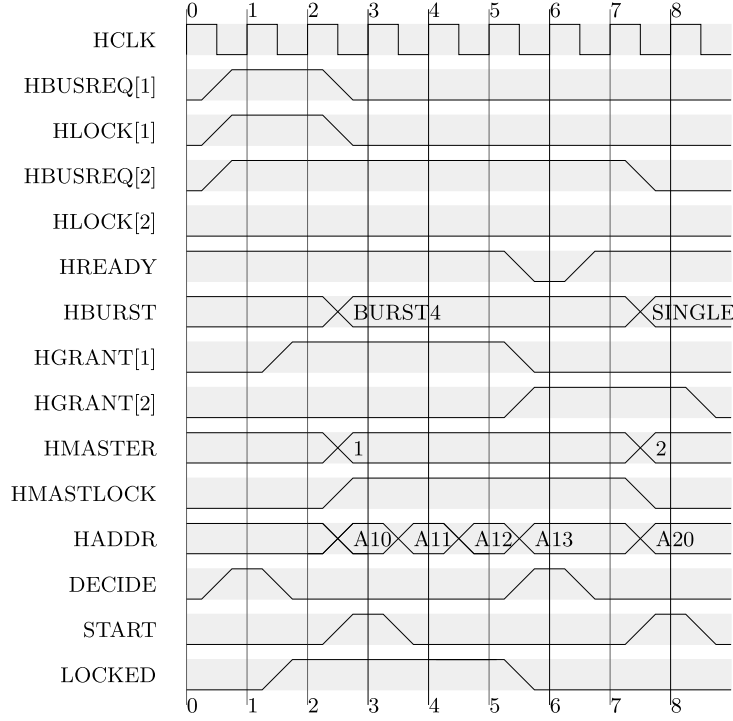 0 1 2 3 4 5 6 7 8
HCLK
HBUSREQ[1]
HLOCK[1]
HBUSREQ[2]
HLOCK[2]
HREADY
HBURST BURST4 SINGLE
HGRANT[1]
HGRANT[2]
HMASTER 1 2
HMASTLOCK
HADDR A10 A11 A12 A13 A20
DECIDE
START
LOCKED
0 1 2 3 4 5 6 7 8